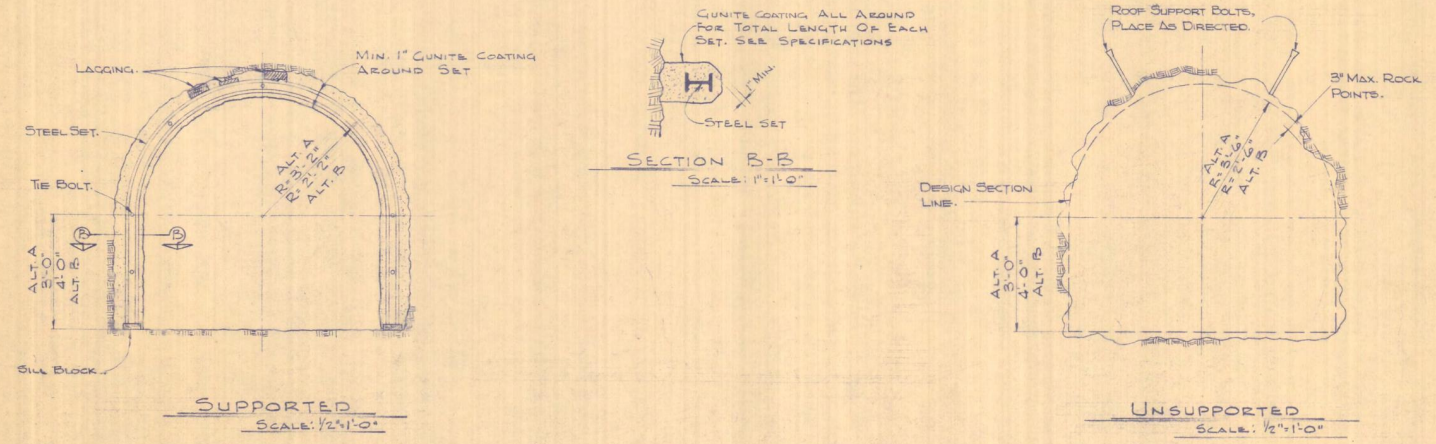 LAGGING.
MIN. 1" GUNITE COATING
AROUND SET
STEEL SET.
TIE BOLT.
ALT. A
R= 3'-2"
R= 2'-2"
ALT. B
B
B
ALT. A
3'-0"
4'-0"
ALT. B
SILL BLOCK
SUPPORTED
SCALE: 1/2"=1'-0"
GUNITE COATING ALL AROUND
FOR TOTAL LENGTH OF EACH
SET. SEE SPECIFICATIONS
1" MIN.
STEEL SET
SECTION B-B
SCALE: 1"=1'-0"
ROOF SUPPORT BOLTS,
PLACE AS DIRECTED.
3" MAX. ROCK
POINTS.
ALT. A
R= 3'-6"
R= 2'-6"
ALT. B
DESIGN SECTION
LINE.
ALT. A
3'-0"
4'-0"
ALT. B
UNSUPPORTED
SCALE: 1/2"=1'-0"